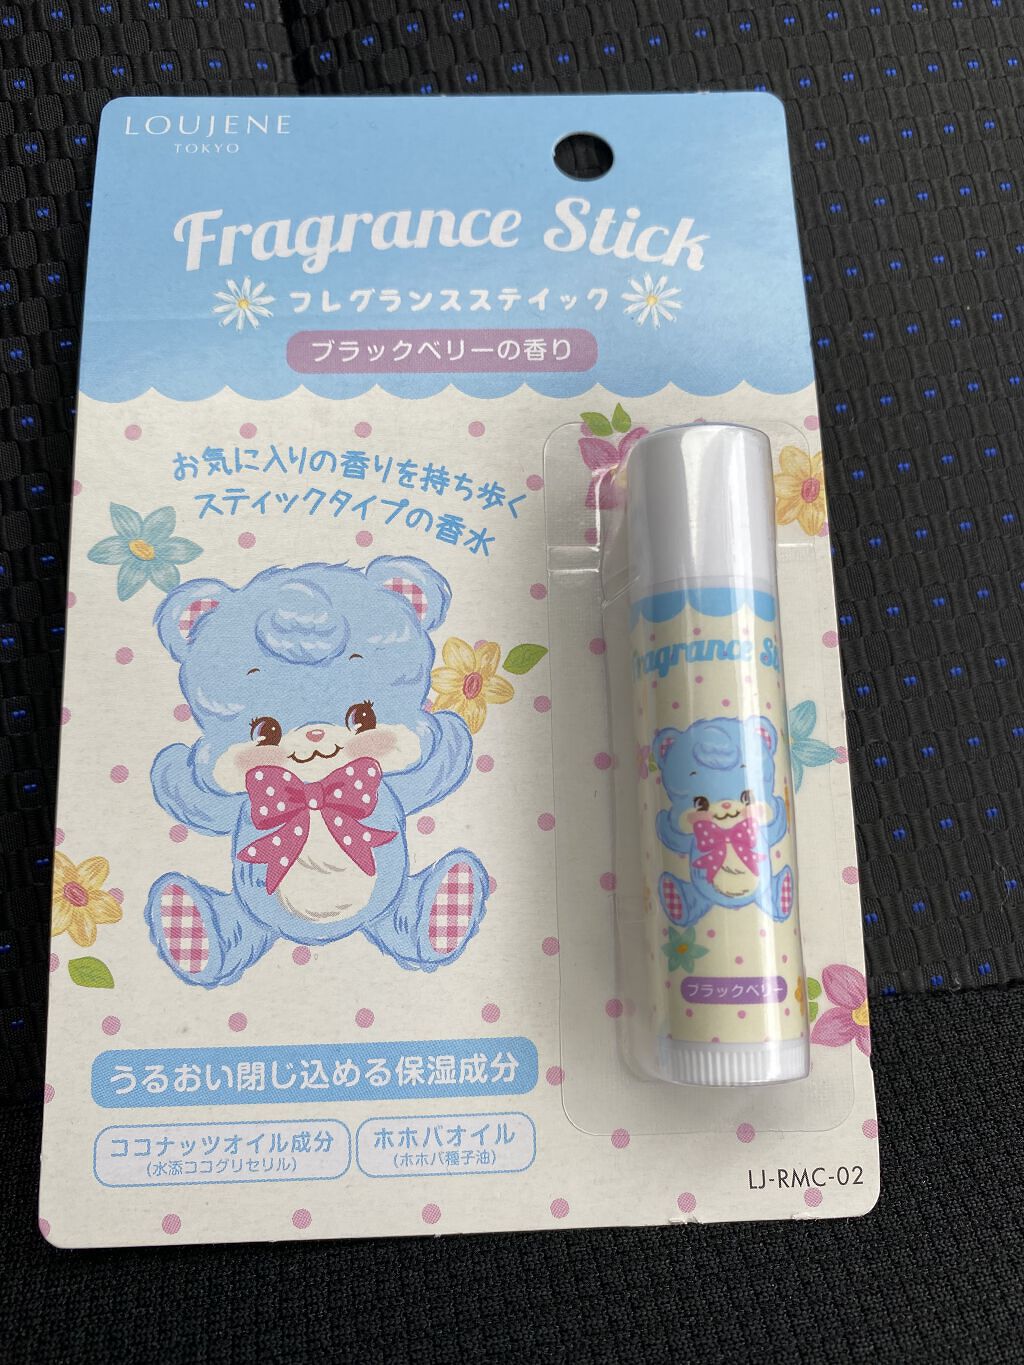 LOUJENE
TOKYO
Fragrance Stick
フレグランススティック
ブラックベリーの香り
お気に入りの香りを持ち歩く
スティックタイプの香水
Fragrance Sti
ブラックベリー
うるおい閉じ込める保湿成分
ココナッツオイル成分
(水添ココグリセリル)
ホホバオイル
(ホホバ種子油)
LJ-RMC-02